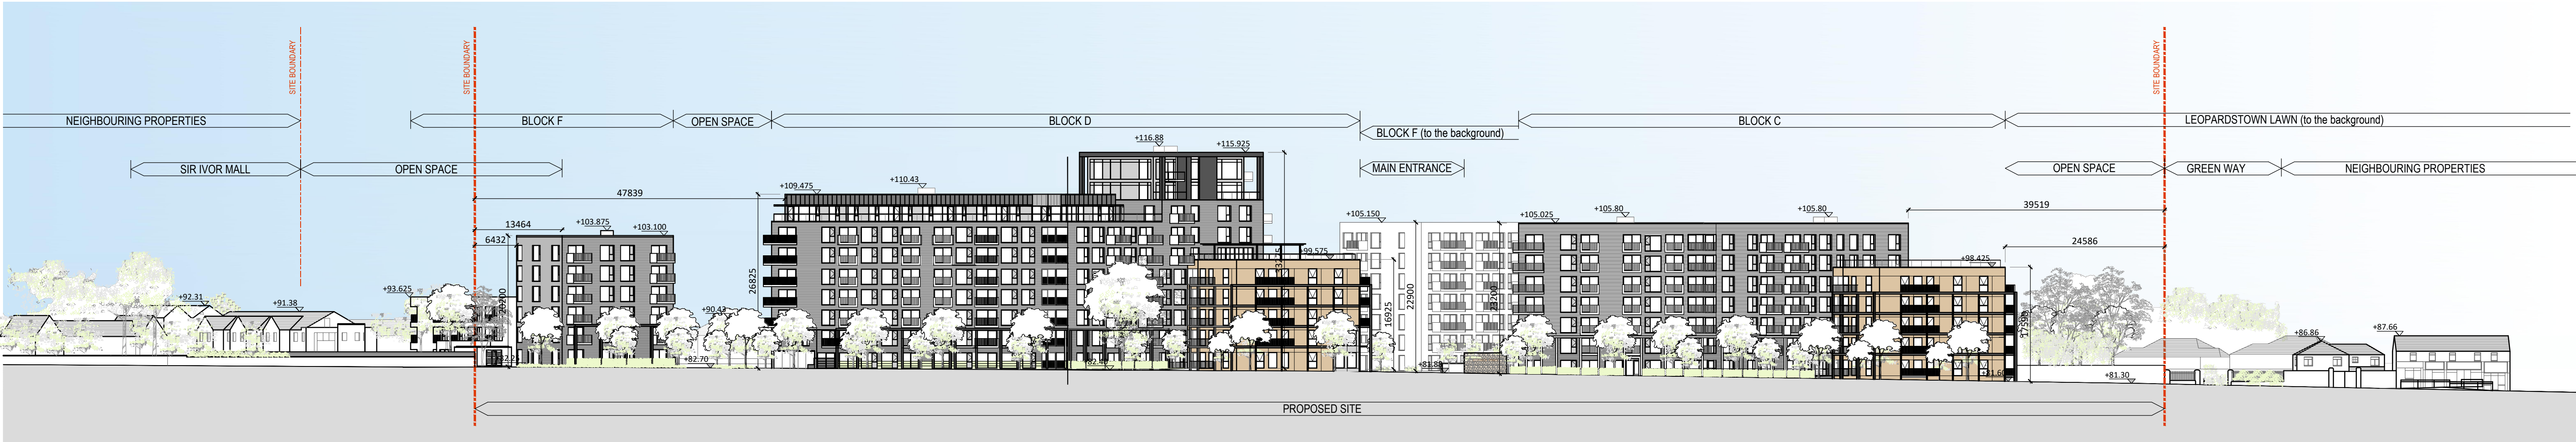 SITE BOUNDARY
SITE BOUNDARY
SITE BOUNDARY
NEIGHBOURING PROPERTIES
BLOCK F
OPEN SPACE
BLOCK D
BLOCK F (to the background)
BLOCK C
LEOPARDSTOWN LAWN (to the background)
SIR IVOR MALL
OPEN SPACE
MAIN ENTRANCE
OPEN SPACE
GREEN WAY
NEIGHBOURING PROPERTIES
+116.88
+115.925
+109.475
+110.43
47839
13464
6432
+103.875
+103.100
+105.150
+105.025
+105.80
+105.80
39519
24586
+99.575
+98.425
+93.625
+92.31
+91.38
+90.43
26825
16925
22900
23200
+82.70
+81.30
+86.86
+87.66
PROPOSED SITE